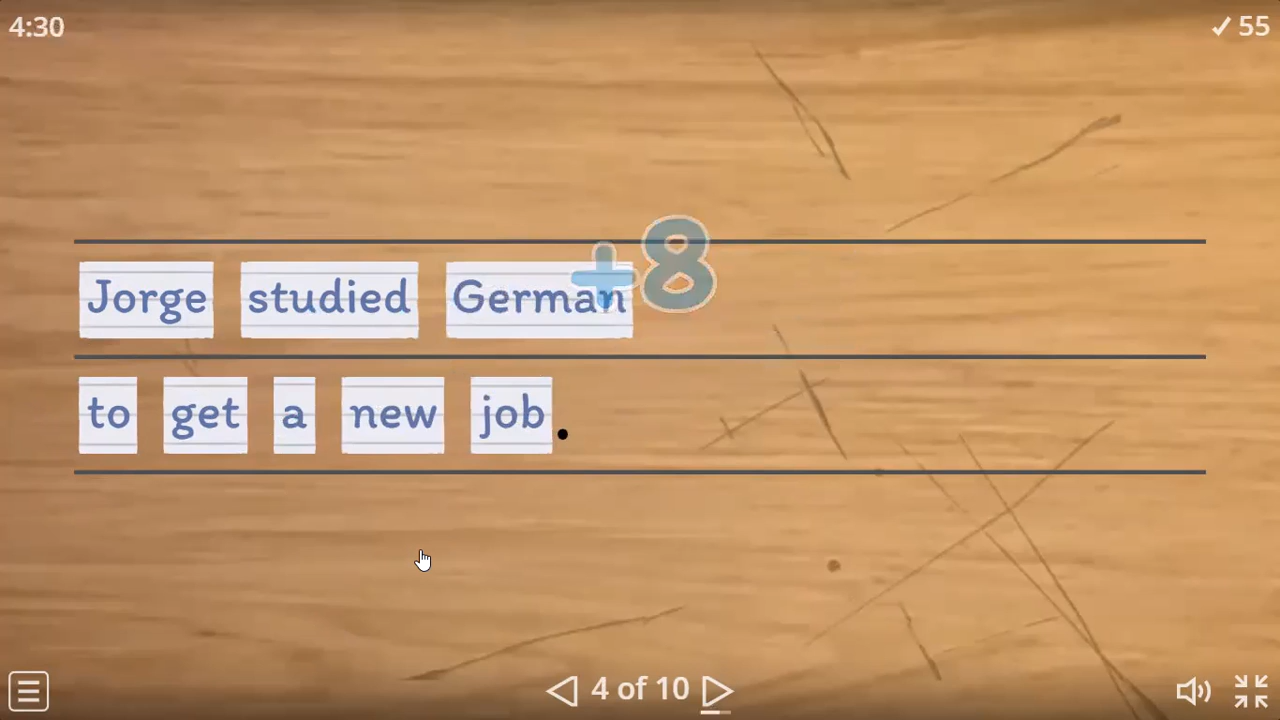 4:30
✓ 55
+8
Jorge studied German
to get a new job.
4 of 10